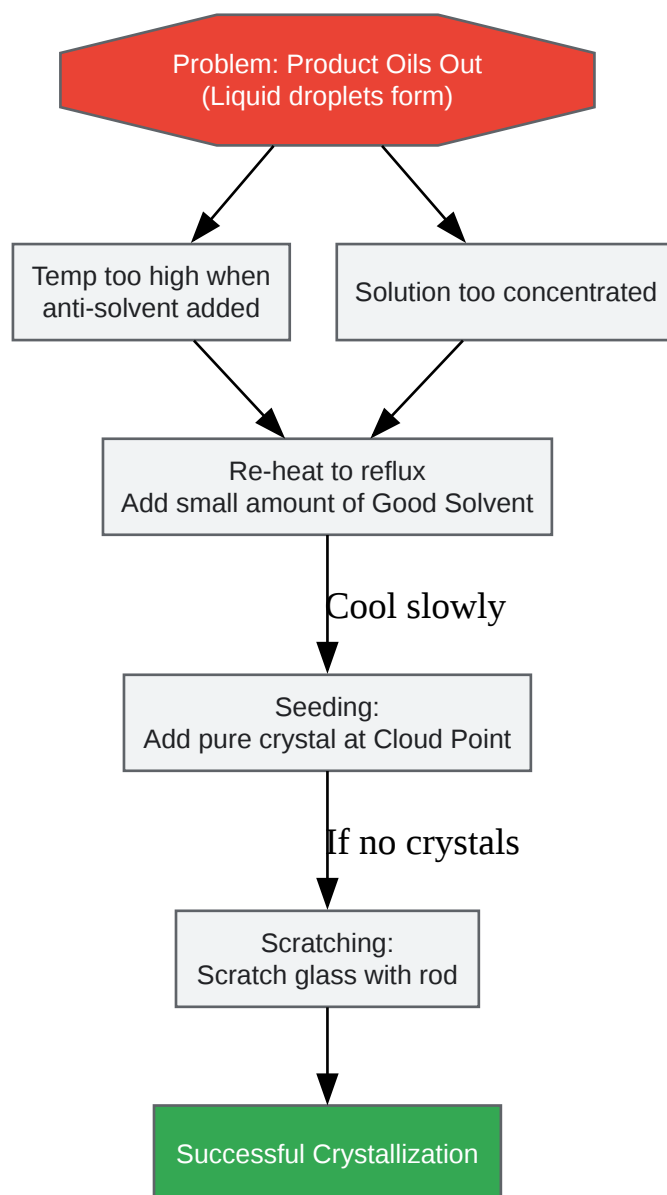 Problem: Product Oils Out
(Liquid droplets form)
Temp too high when
anti-solvent added
Solution too concentrated
Re-heat to reflux
Add small amount of Good Solvent
Cool slowly
Seeding:
Add pure crystal at Cloud Point
If no crystals
Scratching:
Scratch glass with rod
Successful Crystallization